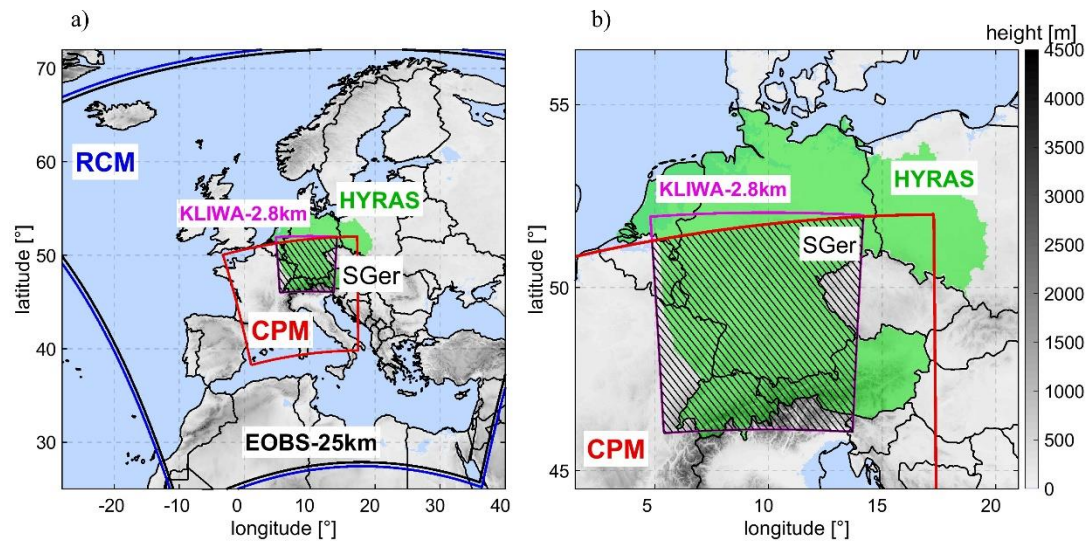 a)
b)
height [m]
70
60
50
40
30
latitude [°]
-20
-10
0
10
20
30
40
longitude [°]
RCM
KLIWA-2.8km
HYRAS
SGer
CPM
EOBS-25km
55
50
45
latitude [°]
5
10
15
20
longitude [°]
KLIWA-2.8km
HYRAS
SGer
CPM
4500
4000
3500
3000
2500
2000
1500
1000
500
0